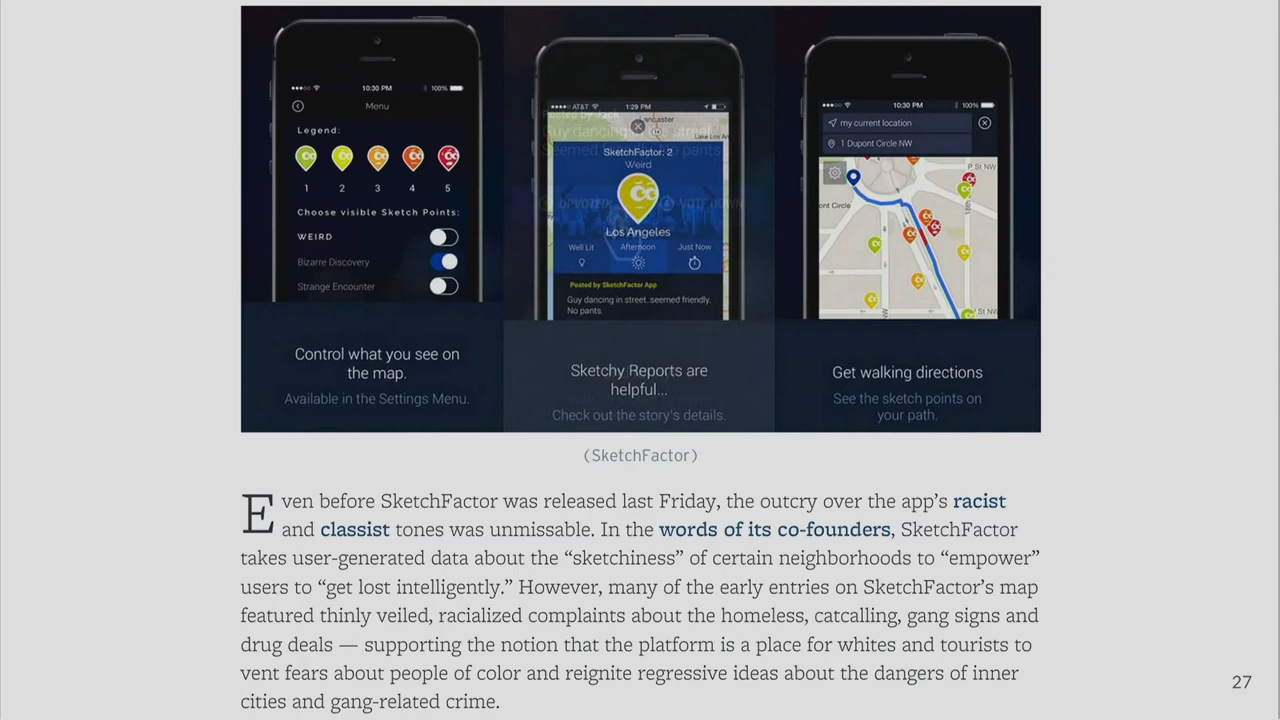 10:30 PM
100%
Menu
Legend:
1 2 3 4 5
Choose visible Sketch Points:
WEIRD
Bizarre Discovery
Strange Encounter
Control what you see on
the map.
Available in the Settings Menu.
AT&T
1:29 PM
SketchFactor: 2
Weird
Los Angeles
Well Lit Afternoon Just Now
Posted by SketchFactor App
Guy dancing in street..seemed friendly.
No pants.
Sketchy Reports are
helpful...
Check out the story's details.
10:30 PM
100%
my current location
1 Dupont Circle NW
P St NW
ont Circle
18th
St NW
Get walking directions
See the sketch points on
your path.
(SketchFactor)
Even before SketchFactor was released last Friday, the outcry over the app's racist
and classist tones was unmissable. In the words of its co-founders, SketchFactor
takes user-generated data about the “sketchiness” of certain neighborhoods to “empower”
users to “get lost intelligently.” However, many of the early entries on SketchFactor's map
featured thinly veiled, racialized complaints about the homeless, catcalling, gang signs and
drug deals — supporting the notion that the platform is a place for whites and tourists to
vent fears about people of color and reignite regressive ideas about the dangers of inner
cities and gang-related crime.
27